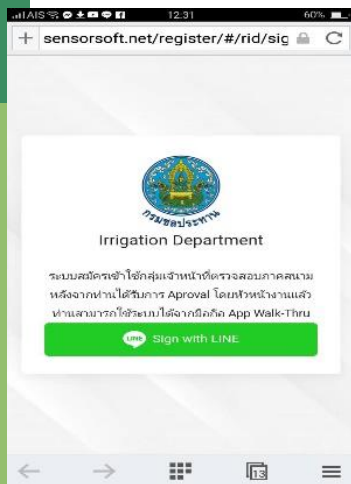 AIS 12.31 60%
sensorsoft.net/register/#/rid/sig
กรมชลประทาน
Irrigation Department
ระบบสมัครเข้าใช้กลุ่มเจ้าหน้าที่ตรวจสอบภาคสนาม
หลังจากท่านได้รับการ Aproval โดยหัวหน้างานแล้ว
ท่านสามารถใช้ระบบได้จากมือถือ App Walk-Thru
LINE Sign with LINE
13